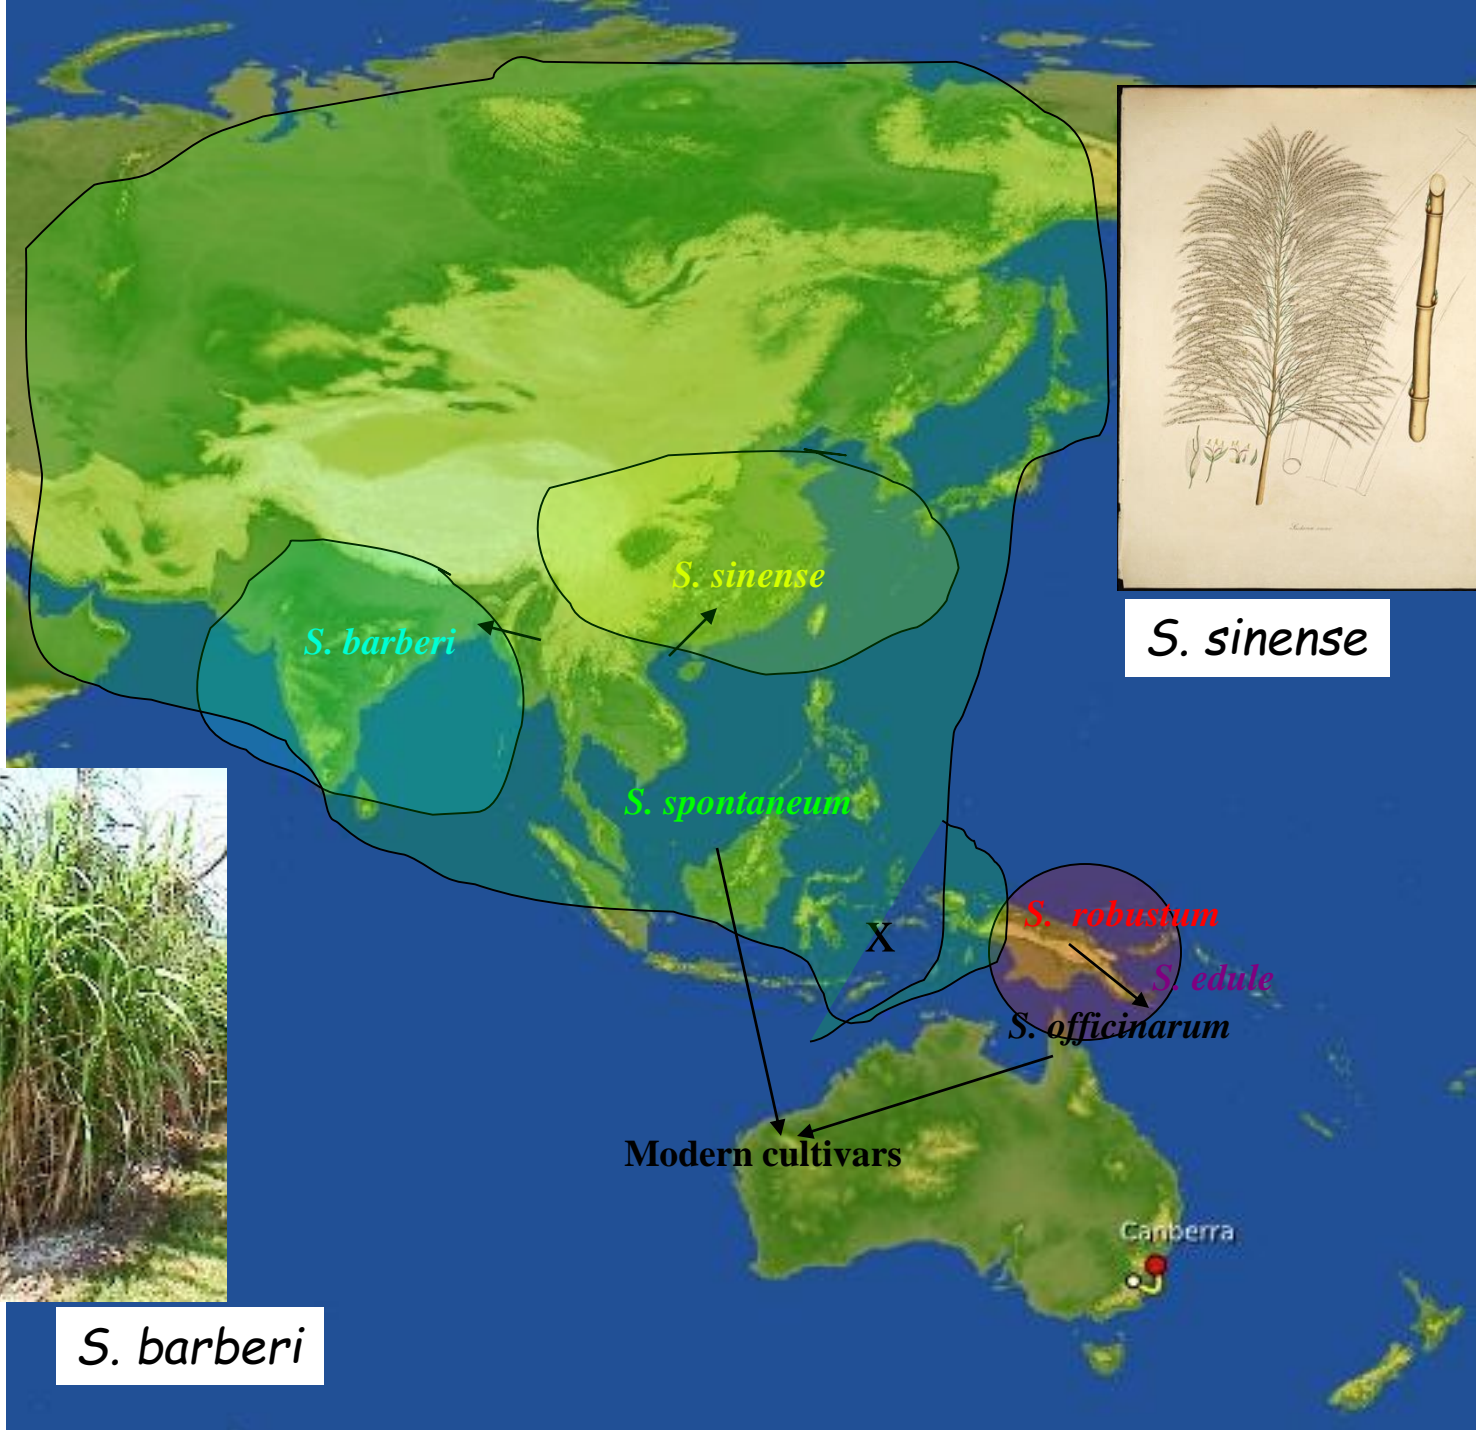 S. sinense
S. barberi
S. sinense
S. spontaneum
S. robustum
X
S. edule
S. officinarum
Modern cultivars
Canberra
S. barberi